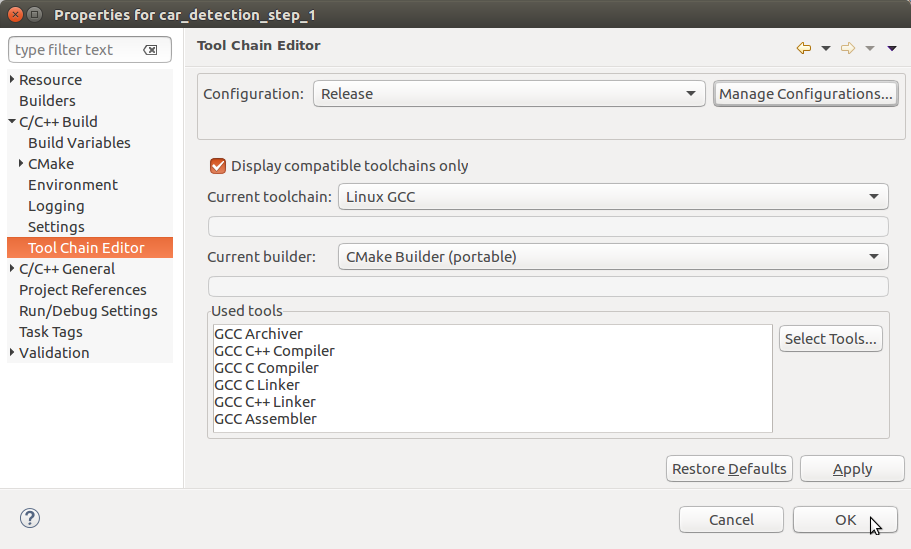 Properties for car_detection_step_1
type filter text
Resource
Builders
C/C++ Build
Build Variables
CMake
Environment
Logging
Settings
Tool Chain Editor
C/C++ General
Project References
Run/Debug Settings
Task Tags
Validation
Tool Chain Editor
Configuration: Release Manage Configurations...
Display compatible toolchains only
Current toolchain: Linux GCC
Current builder: CMake Builder (portable)
Used tools
GCC Archiver
GCC C++ Compiler
GCC C Compiler
GCC C Linker
GCC C++ Linker
GCC Assembler
Select Tools...
Restore Defaults Apply
Cancel OK